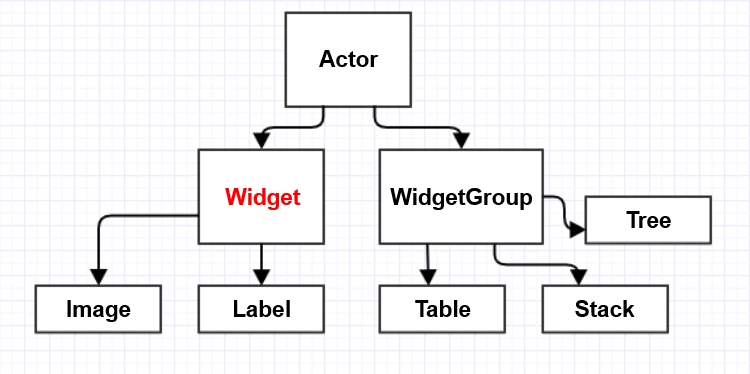 Actor
Widget
WidgetGroup
Tree
Image
Label
Table
Stack